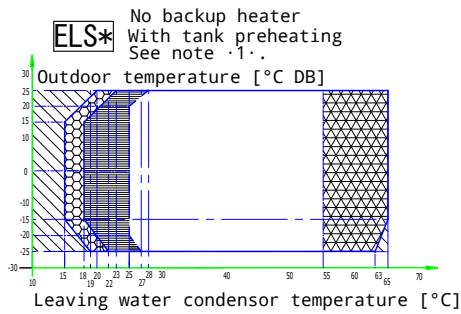 ELS*
No backup heater
With tank preheating
See note ·1·.
Outdoor temperature [°C DB]
30
25
20
15
10
0
-10
-15
-20
-25
-30
10 15 18 20 23 25 28 30 40 50 55 60 63 65 70
19 22 27
Leaving water condensor temperature [°C]